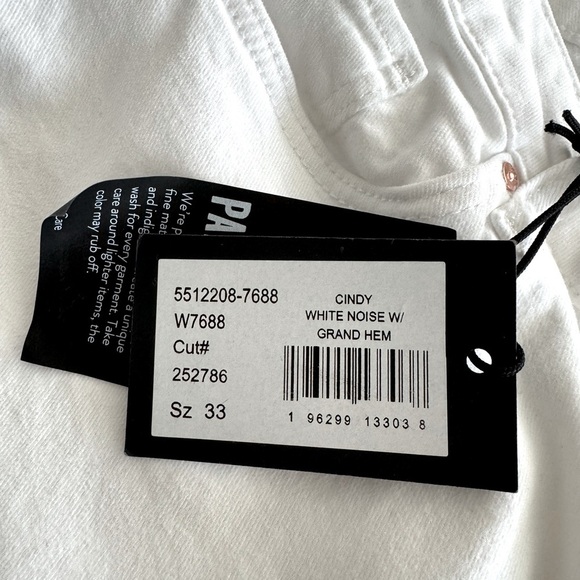 PA
We're p
fine mat
and indig
wash for every garment. Take
care around lighter items, the
color may rub off.
Care
5512208-7688
W7688
Cut#
252786
Sz 33
CINDY
WHITE NOISE W/
GRAND HEM
1 96299 13303 8